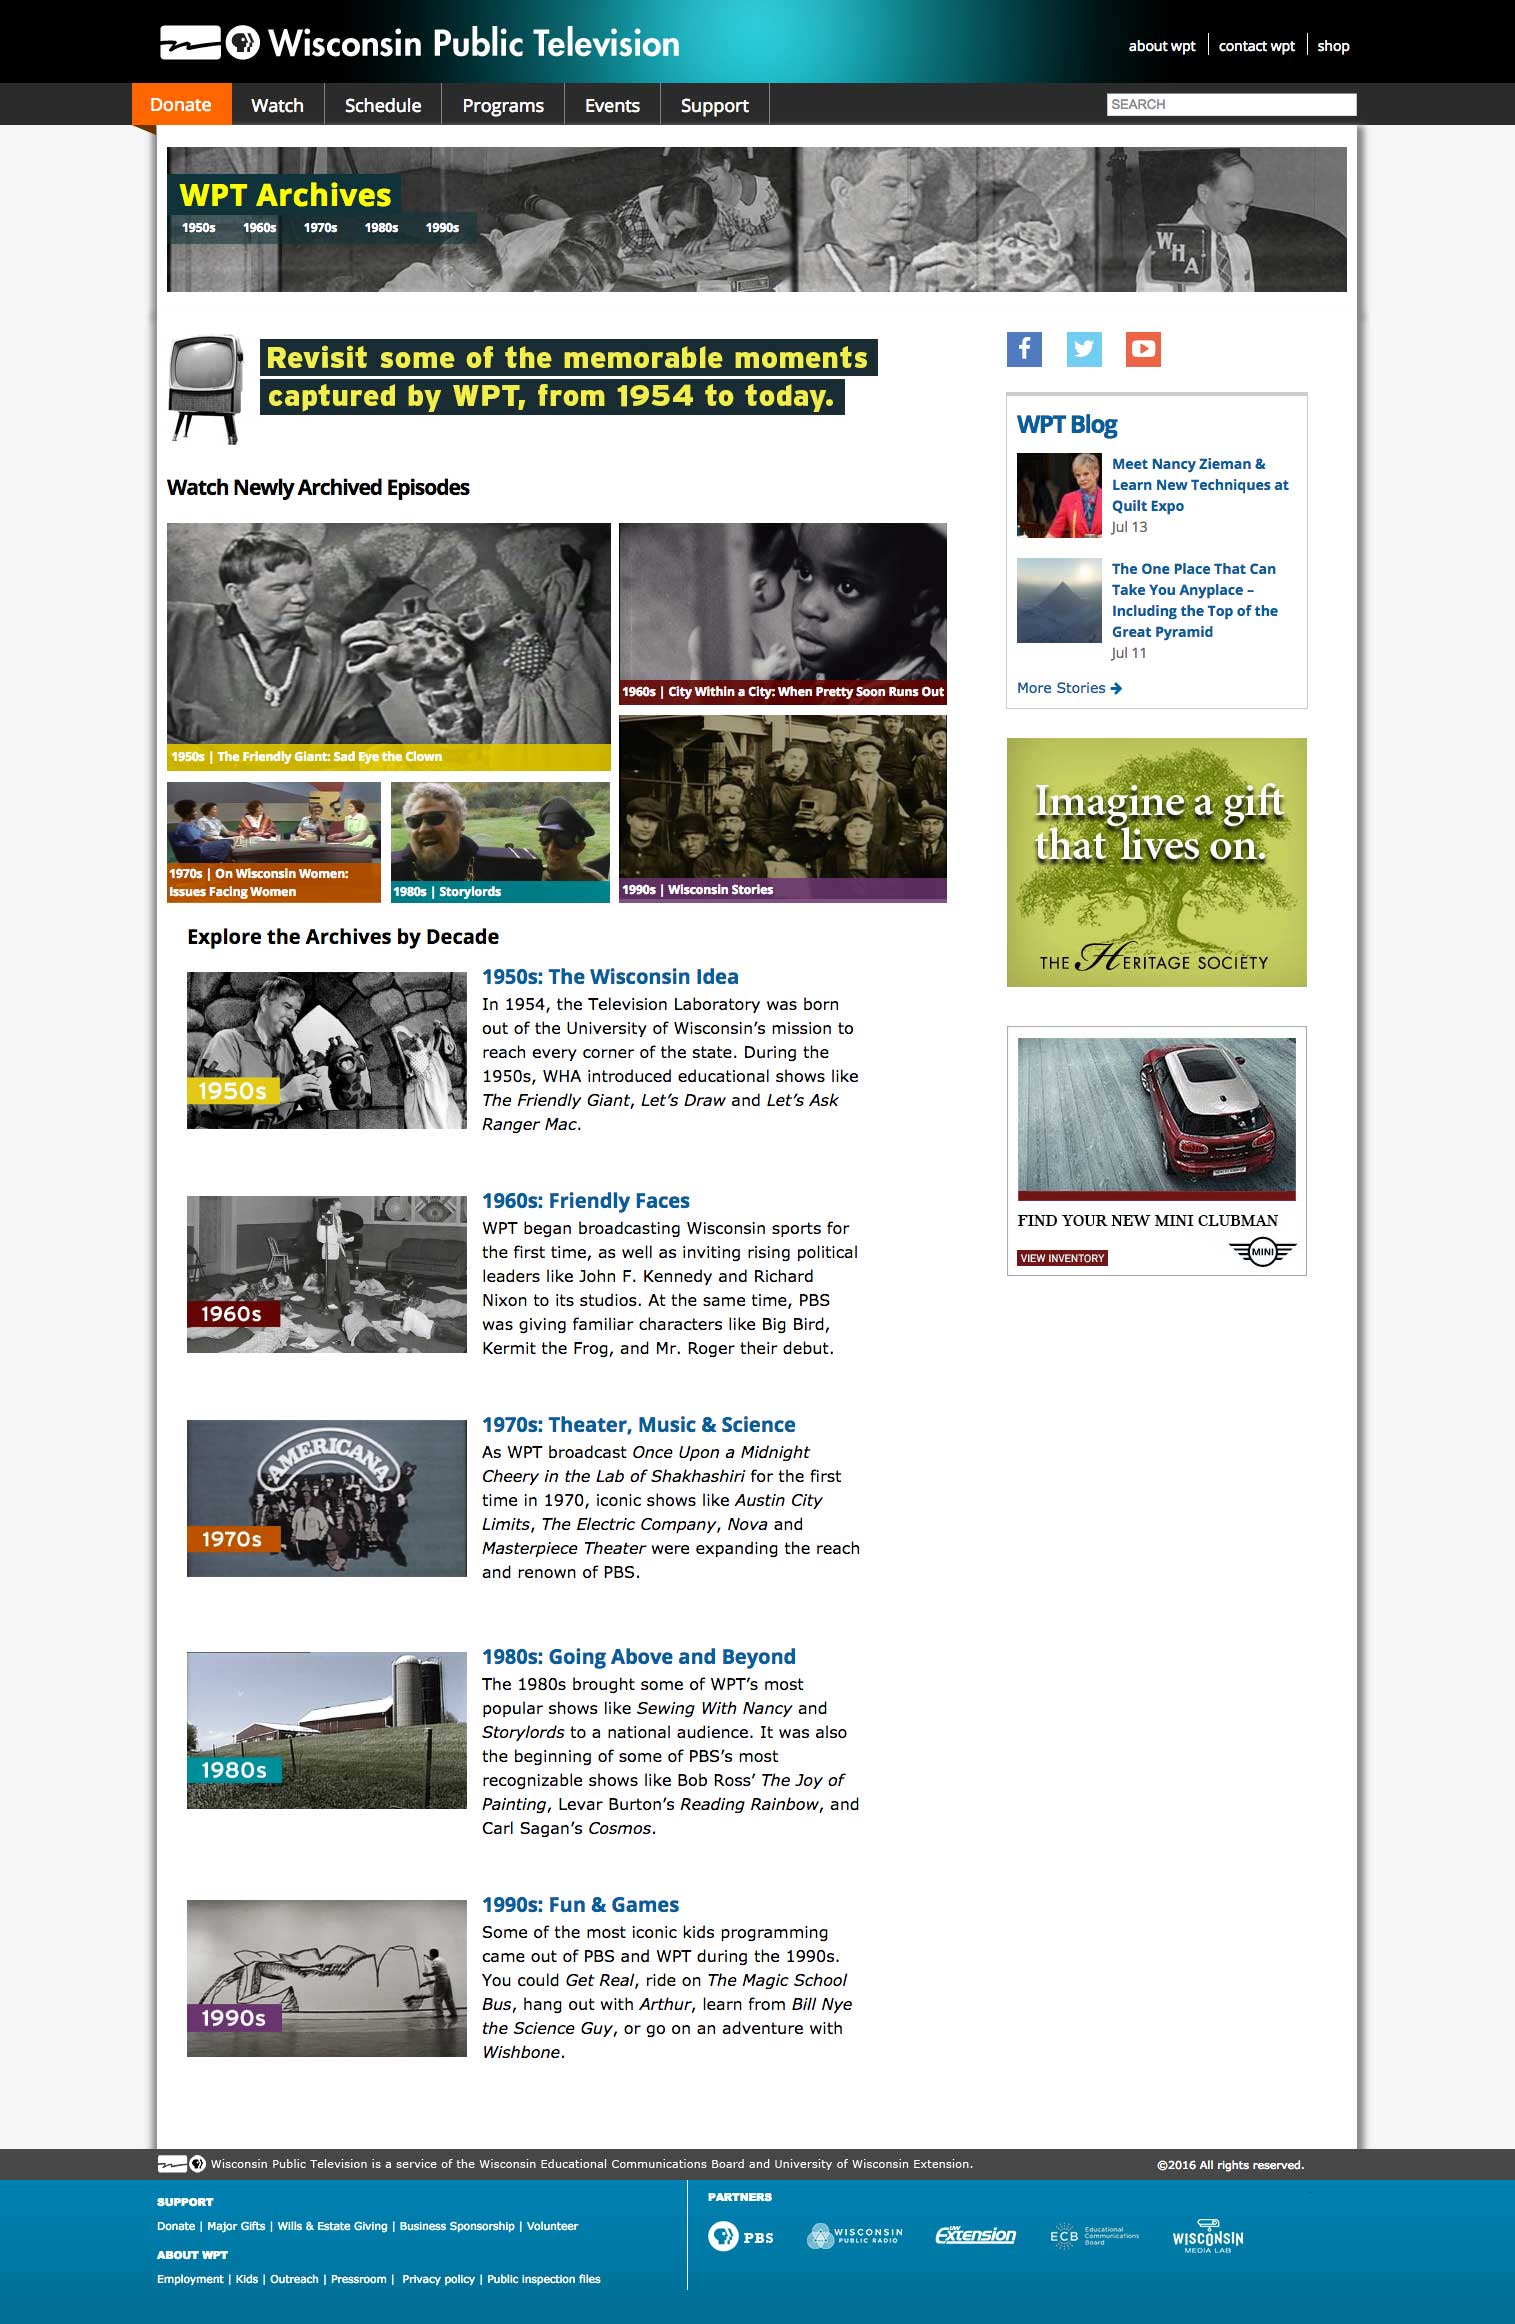 Wisconsin Public Television
about wpt
contact wpt
shop
Donate
Watch
Schedule
Programs
Events
Support
SEARCH
WPT Archives
1950s
1960s
1970s
1980s
1990s
WHA
Revisit some of the memorable moments
captured by WPT, from 1954 to today.
Watch Newly Archived Episodes
1950s | The Friendly Giant: Sad Eye the Clown
1960s | City Within a City: When Pretty Soon Runs Out
1970s | On Wisconsin Women:
Issues Facing Women
1980s | Storylords
1990s | Wisconsin Stories
Explore the Archives by Decade
1950s
1950s: The Wisconsin Idea
In 1954, the Television Laboratory was born
out of the University of Wisconsin’s mission to
reach every corner of the state. During the
1950s, WHA introduced educational shows like
The Friendly Giant, Let’s Draw and Let’s Ask
Ranger Mac.
1960s
1960s: Friendly Faces
WPT began broadcasting Wisconsin sports for
the first time, as well as inviting rising political
leaders like John F. Kennedy and Richard
Nixon to its studios. At the same time, PBS
was giving familiar characters like Big Bird,
Kermit the Frog, and Mr. Roger their debut.
AMERICANA
1970s
1970s: Theater, Music & Science
As WPT broadcast Once Upon a Midnight
Cheery in the Lab of Shakhashiri for the first
time in 1970, iconic shows like Austin City
Limits, The Electric Company, Nova and
Masterpiece Theater were expanding the reach
and renown of PBS.
1980s
1980s: Going Above and Beyond
The 1980s brought some of WPT’s most
popular shows like Sewing With Nancy and
Storylords to a national audience. It was also
the beginning of some of PBS’s most
recognizable shows like Bob Ross’ The Joy of
Painting, Levar Burton’s Reading Rainbow, and
Carl Sagan’s Cosmos.
1990s
1990s: Fun & Games
Some of the most iconic kids programming
came out of PBS and WPT during the 1990s.
You could Get Real, ride on The Magic School
Bus, hang out with Arthur, learn from Bill Nye
the Science Guy, or go on an adventure with
Wishbone.
WPT Blog
Meet Nancy Zieman &
Learn New Techniques at
Quilt Expo
Jul 13
The One Place That Can
Take You Anyplace –
Including the Top of the
Great Pyramid
Jul 11
More Stories
Imagine a gift
that lives on.
THE HERITAGE SOCIETY
FIND YOUR NEW MINI CLUBMAN
VIEW INVENTORY
MINI
Wisconsin Public Television is a service of the Wisconsin Educational Communications Board and University of Wisconsin Extension.
©2016 All rights reserved.
SUPPORT
Donate | Major Gifts | Wills & Estate Giving | Business Sponsorship | Volunteer
ABOUT WPT
Employment | Kids | Outreach | Pressroom | Privacy policy | Public inspection files
PARTNERS
PBS
WISCONSIN
PUBLIC RADIO
UW
Extension
ECB
Educational
Communications
Board
WISCONSIN
MEDIA LAB